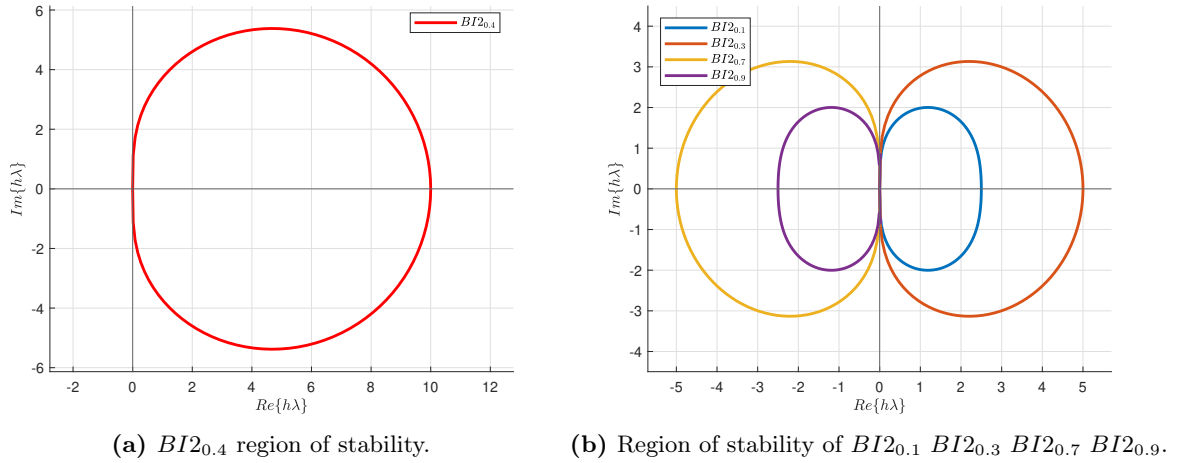 BI2_{0.4}
6
4
2
0
-2
-4
-6
Im{hλ}
-2 0 2 4 6 8 10 12
Re{hλ}
(a) BI2_{0.4} region of stability.
BI2_{0.1}
BI2_{0.3}
BI2_{0.7}
BI2_{0.9}
4
3
2
1
0
-1
-2
-3
-4
Im{hλ}
-5 -4 -3 -2 -1 0 1 2 3 4 5
Re{hλ}
(b) Region of stability of BI2_{0.1} BI2_{0.3} BI2_{0.7} BI2_{0.9}.